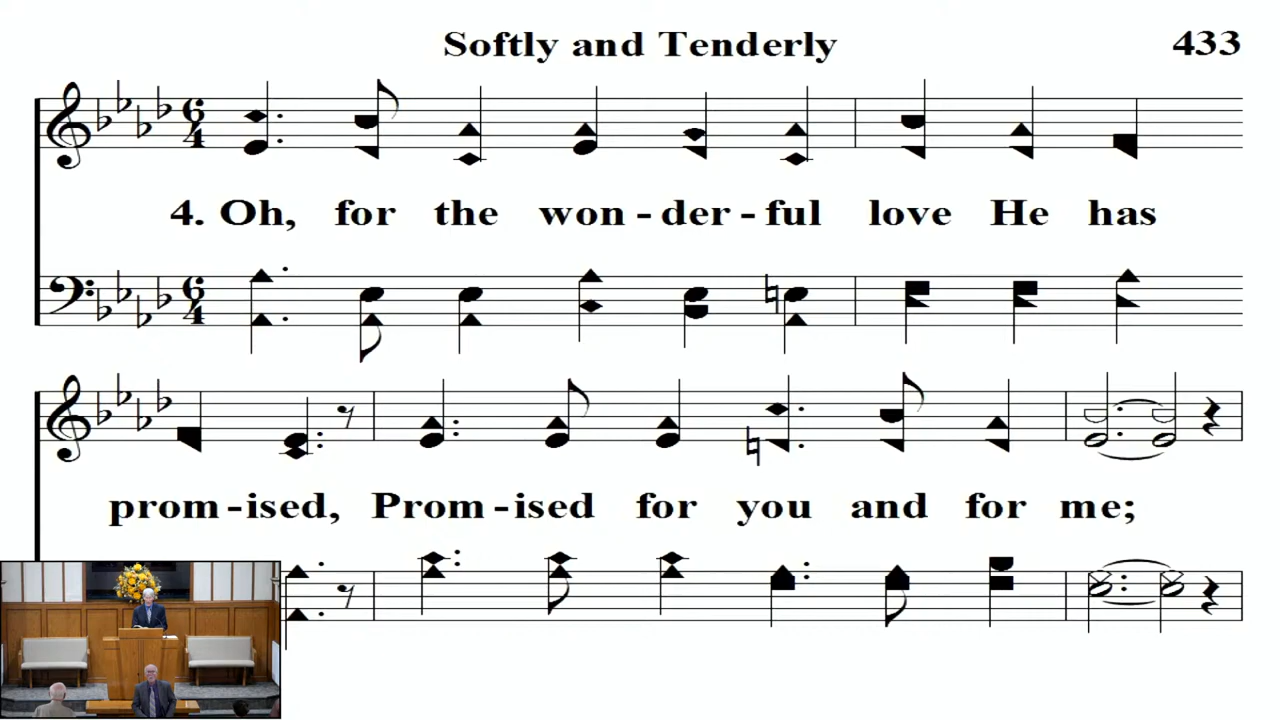 Softly and Tenderly 433
4. Oh, for the won - der - ful love He has
prom - ised, Prom - ised for you and for me;